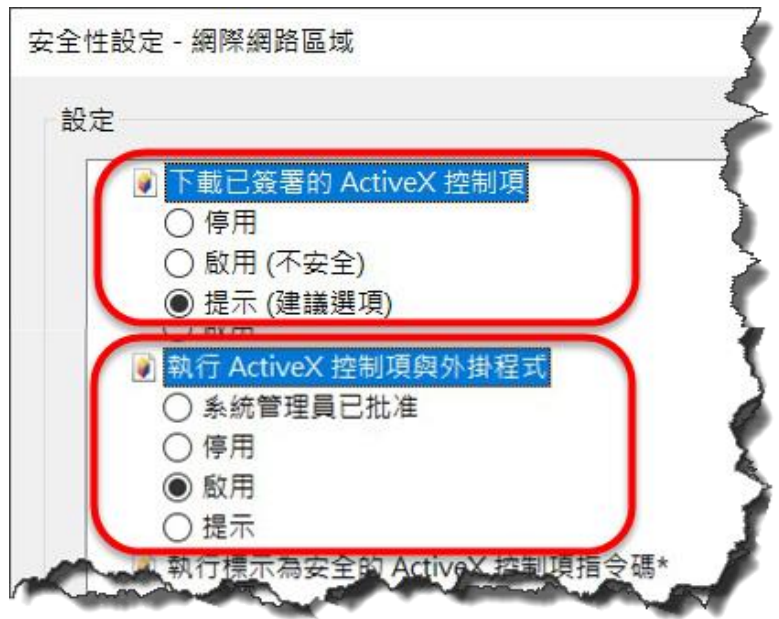 安全性設定 - 網際網路區域
設定
下載已簽署的 ActiveX 控制項
停用
啟用 (不安全)
提示 (建議選項)
執行 ActiveX 控制項與外掛程式
系統管理員已批准
停用
啟用
提示
執行標示為安全的 ActiveX 控制項指令碼*